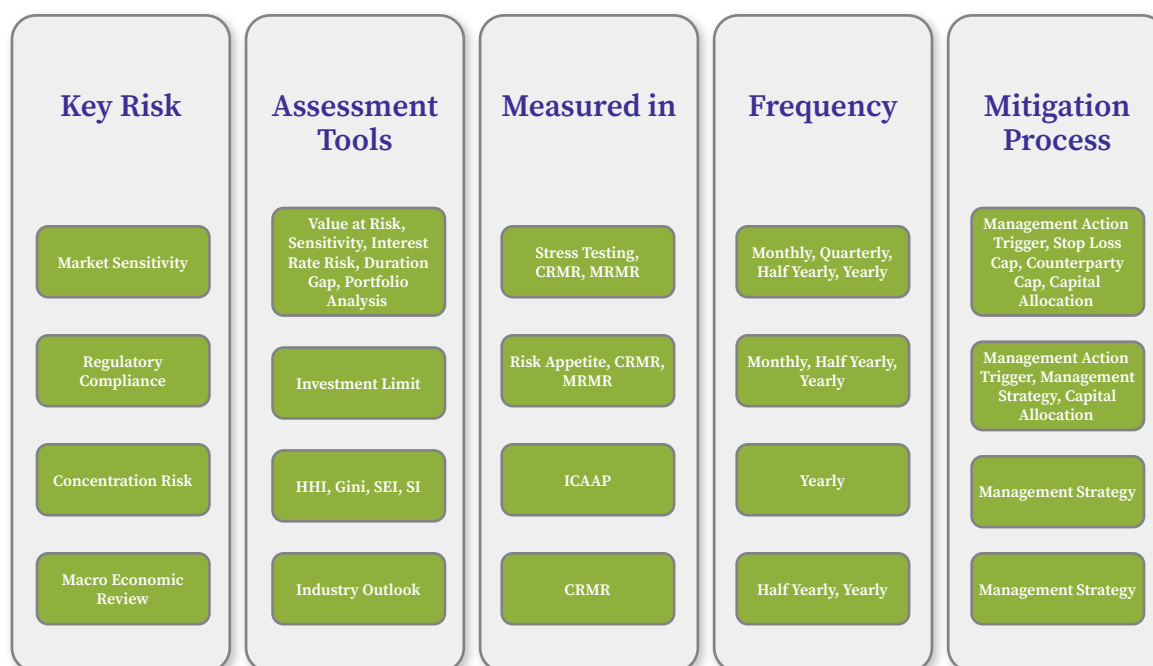 Key Risk
Market Sensitivity
Regulatory
Compliance
Concentration Risk
Macro Economic
Review
Assessment
Tools
Value at Risk,
Sensitivity, Interest
Rate Risk, Duration
Gap, Portfolio
Analysis
Investment Limit
HHI, Gini, SEI, SI
Industry Outlook
Measured in
Stress Testing,
CRMR, MRMR
Risk Appetite, CRMR,
MRMR
ICAAP
CRMR
Frequency
Monthly, Quarterly,
Half Yearly, Yearly
Monthly, Half Yearly,
Yearly
Yearly
Half Yearly, Yearly
Mitigation
Process
Management Action
Trigger, Stop Loss
Cap, Counterparty
Cap, Capital
Allocation
Management Action
Trigger, Management
Strategy, Capital
Allocation
Management Strategy
Management Strategy